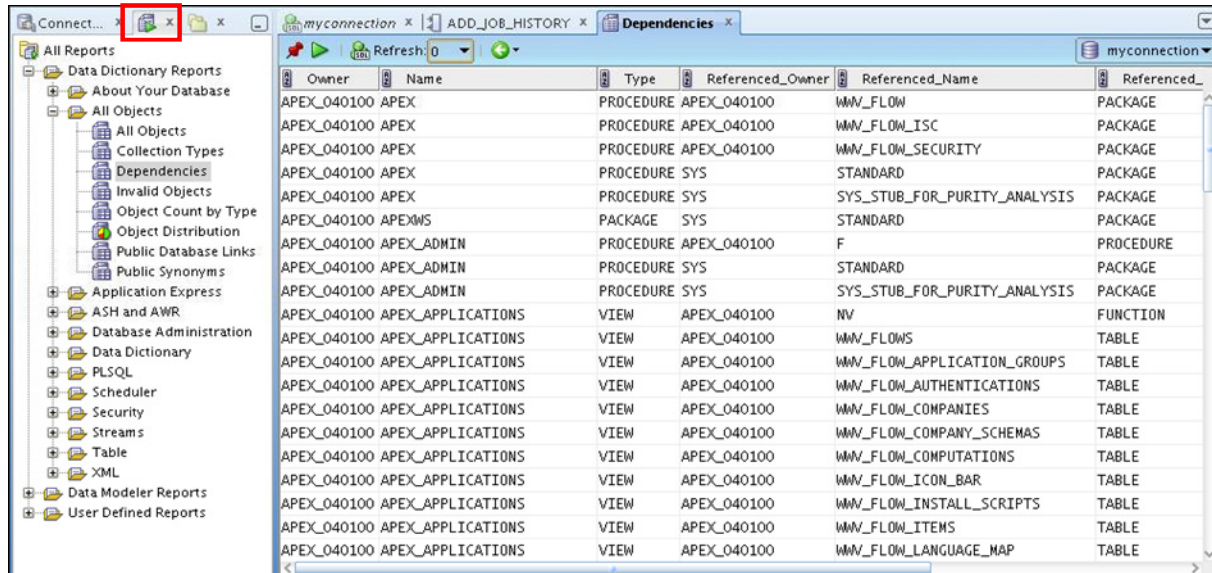 Connect... x x x myconnection x ADD_JOB_HISTORY x Dependencies x
All Reports
Data Dictionary Reports
About Your Database
All Objects
All Objects
Collection Types
Dependencies
Invalid Objects
Object Count by Type
Object Distribution
Public Database Links
Public Synonyms
Application Express
ASH and AWR
Database Administration
Data Dictionary
PLSQL
Scheduler
Security
Streams
Table
XML
Data Modeler Reports
User Defined Reports
Refresh: 0 myconnection
Owner Name Type Referenced_Owner Referenced_Name Referenced_
APEX_040100 APEX PROCEDURE APEX_040100 WWV_FLOW PACKAGE
APEX_040100 APEX PROCEDURE APEX_040100 WWV_FLOW_ISC PACKAGE
APEX_040100 APEX PROCEDURE APEX_040100 WWV_FLOW_SECURITY PACKAGE
APEX_040100 APEX PROCEDURE SYS STANDARD PACKAGE
APEX_040100 APEX PROCEDURE SYS SYS_STUB_FOR_PURITY_ANALYSIS PACKAGE
APEX_040100 APEXWS PACKAGE SYS STANDARD PACKAGE
APEX_040100 APEX_ADMIN PROCEDURE APEX_040100 F PROCEDURE
APEX_040100 APEX_ADMIN PROCEDURE SYS STANDARD PACKAGE
APEX_040100 APEX_ADMIN PROCEDURE SYS SYS_STUB_FOR_PURITY_ANALYSIS PACKAGE
APEX_040100 APEX_APPLICATIONS VIEW APEX_040100 NV FUNCTION
APEX_040100 APEX_APPLICATIONS VIEW APEX_040100 WWV_FLOWS TABLE
APEX_040100 APEX_APPLICATIONS VIEW APEX_040100 WWV_FLOW_APPLICATION_GROUPS TABLE
APEX_040100 APEX_APPLICATIONS VIEW APEX_040100 WWV_FLOW_AUTHENTICATIONS TABLE
APEX_040100 APEX_APPLICATIONS VIEW APEX_040100 WWV_FLOW_COMPANIES TABLE
APEX_040100 APEX_APPLICATIONS VIEW APEX_040100 WWV_FLOW_COMPANY_SCHEMAS TABLE
APEX_040100 APEX_APPLICATIONS VIEW APEX_040100 WWV_FLOW_COMPUTATIONS TABLE
APEX_040100 APEX_APPLICATIONS VIEW APEX_040100 WWV_FLOW_ICON_BAR TABLE
APEX_040100 APEX_APPLICATIONS VIEW APEX_040100 WWV_FLOW_INSTALL_SCRIPTS TABLE
APEX_040100 APEX_APPLICATIONS VIEW APEX_040100 WWV_FLOW_ITEMS TABLE
APEX_040100 APEX_APPLICATIONS VIEW APEX_040100 WWV_FLOW_LANGUAGE_MAP TABLE